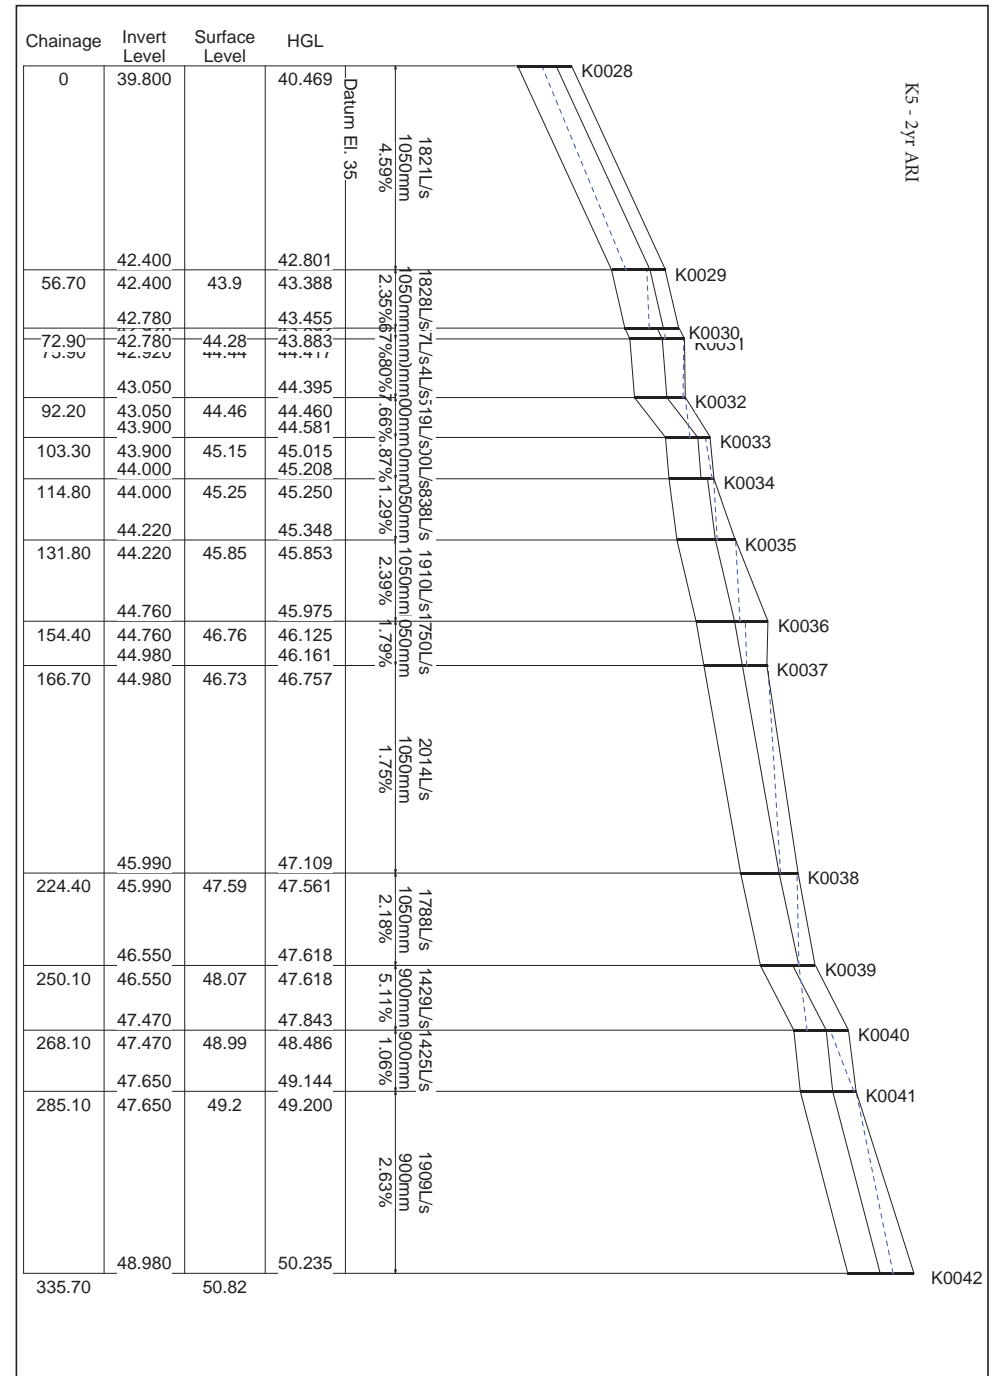 K5 - 2yr ARI
Chainage Invert Level Surface Level HGL
0 39.800 40.469
Datum El. 35
1821L/s
1050mm
4.59%
K0028
42.400 42.801
56.70 42.400 43.9 43.388
K0029
1828L/s
1050mm
2.35%
42.780 43.455
72.90 42.780 44.28 43.883
K0030
K0031
43.050 44.395
92.20 43.050 44.46 44.460
K0032
43.900 44.581
103.30 43.900 45.15 45.015
K0033
44.000 45.208
114.80 44.000 45.25 45.250
K0034
1.29%
44.220 45.348
131.80 44.220 45.85 45.853
K0035
1910L/s
1050mm
2.39%
44.760 45.975
154.40 44.760 46.76 46.125
K0036
1750L/s
1.79%
44.980 46.161
166.70 44.980 46.73 46.757
K0037
2014L/s
1050mm
1.75%
45.990 47.109
224.40 45.990 47.59 47.561
K0038
1788L/s
1050mm
2.18%
46.550 47.618
250.10 46.550 48.07 47.618
K0039
1429L/s
900mm
5.11%
47.470 47.843
268.10 47.470 48.99 48.486
K0040
1425L/s
900mm
1.06%
47.650 49.144
285.10 47.650 49.2 49.200
K0041
1909L/s
900mm
2.63%
48.980 50.235
335.70 50.82
K0042